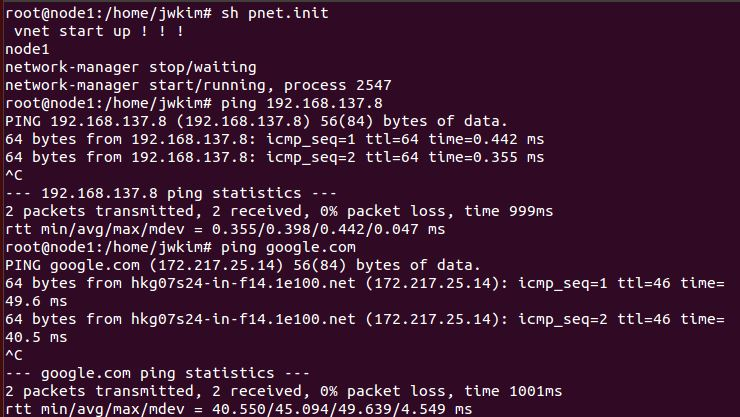 root@node1:/home/jwkim# sh pnet.init
 vnet start up ! ! !
node1
network-manager stop/waiting
network-manager start/running, process 2547
root@node1:/home/jwkim# ping 192.168.137.8
PING 192.168.137.8 (192.168.137.8) 56(84) bytes of data.
64 bytes from 192.168.137.8: icmp_seq=1 ttl=64 time=0.442 ms
64 bytes from 192.168.137.8: icmp_seq=2 ttl=64 time=0.355 ms
^C
--- 192.168.137.8 ping statistics ---
2 packets transmitted, 2 received, 0% packet loss, time 999ms
rtt min/avg/max/mdev = 0.355/0.398/0.442/0.047 ms
root@node1:/home/jwkim# ping google.com
PING google.com (172.217.25.14) 56(84) bytes of data.
64 bytes from hkg07s24-in-f14.1e100.net (172.217.25.14): icmp_seq=1 ttl=46 time=
49.6 ms
64 bytes from hkg07s24-in-f14.1e100.net (172.217.25.14): icmp_seq=2 ttl=46 time=
40.5 ms
^C
--- google.com ping statistics ---
2 packets transmitted, 2 received, 0% packet loss, time 1001ms
rtt min/avg/max/mdev = 40.550/45.094/49.639/4.549 ms